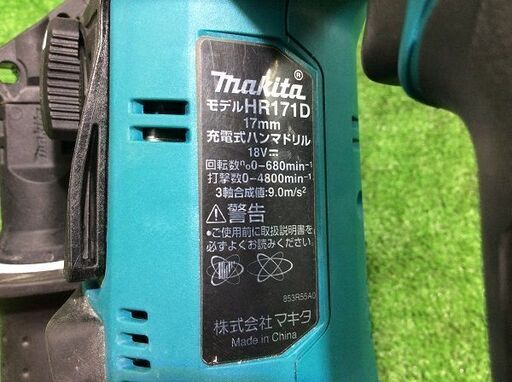 makita®
モデルHR171D
17mm
充電式ハンマドリル
18V⎓
回転数n₀0-680min⁻¹
打撃数0-4800min⁻¹
3軸合成値:9.0m/s²
⚠警告
●ご使用前に取扱説明書を
必ずよくお読みください。
853R55A0
株式会社マキタ
Made in China